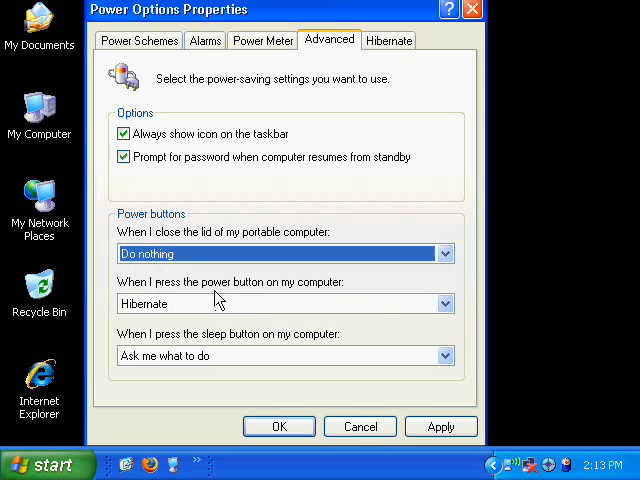 Power Options Properties
My Documents
Power Schemes
Alarms
Power Meter
Advanced
Hibernate
Select the power-saving settings you want to use.
Options
Always show icon on the taskbar
Prompt for password when computer resumes from standby
My Computer
My Network
Places
Power buttons
When I close the lid of my portable computer:
Do nothing
When I press the power button on my computer:
Hibernate
When I press the sleep button on my computer:
Ask me what to do
Recycle Bin
Internet
Explorer
OK
Cancel
Apply
start
2:13 PM